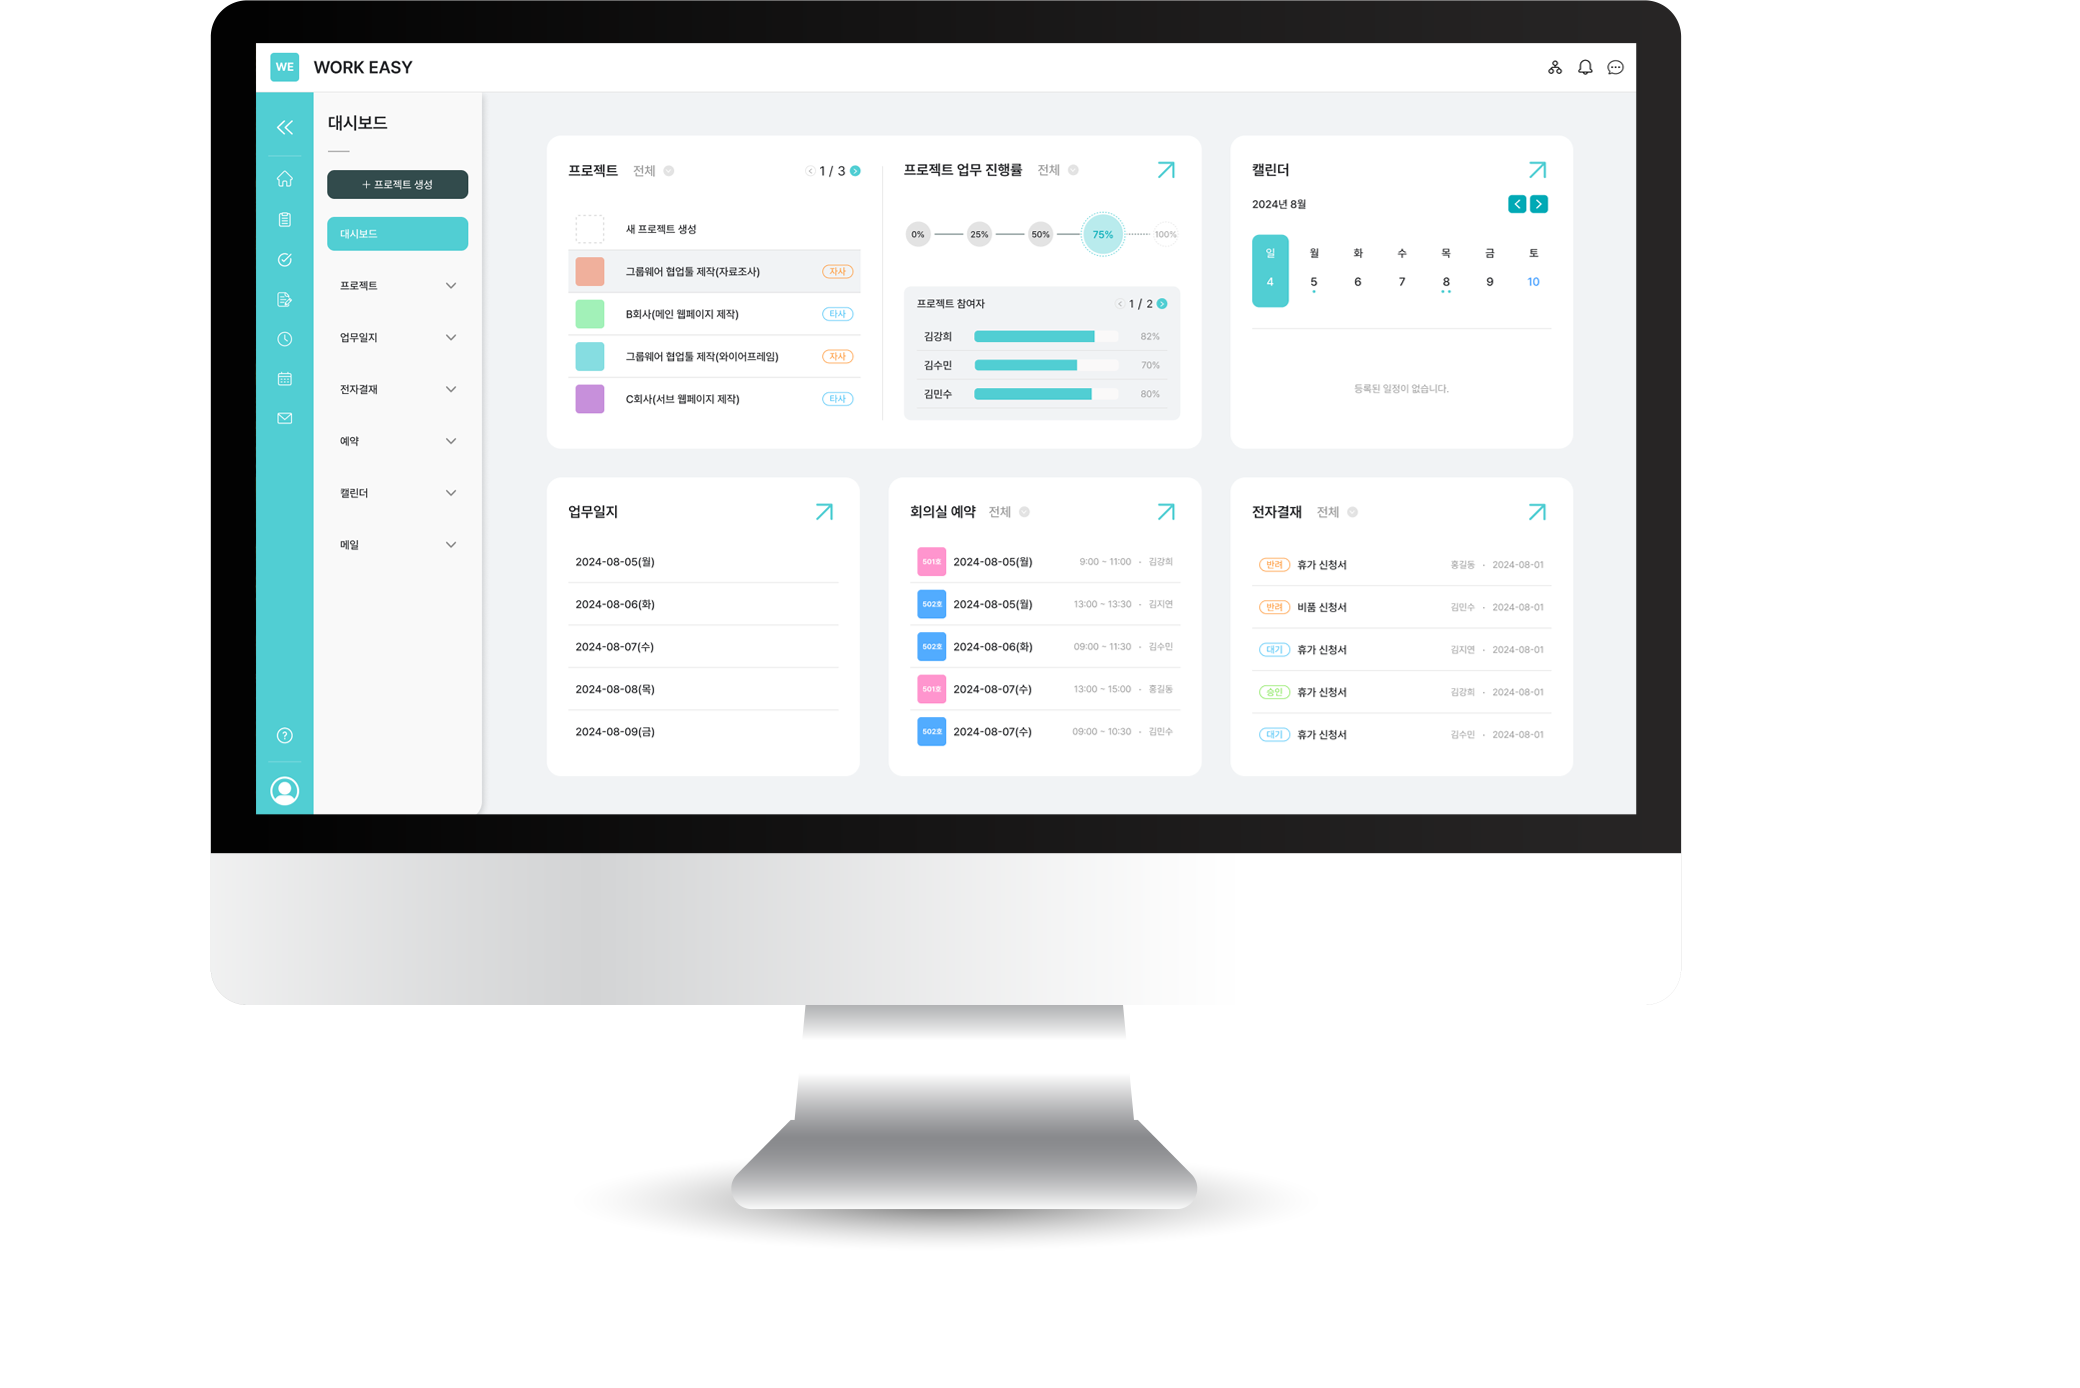 WE WORK EASY
대시보드
+ 프로젝트 생성
대시보드
프로젝트
업무일지
전자결재
예약
캘린더
메일
프로젝트 전체 1 / 3
새 프로젝트 생성
그룹웨어 협업툴 제작(자료조사) 자사
B회사(메인 웹페이지 제작) 타사
그룹웨어 협업툴 제작(와이어프레임) 자사
C회사(서브 웹페이지 제작) 타사
프로젝트 업무 진행률 전체
0% 25% 50% 75% 100%
프로젝트 참여자 1 / 2
김강희 82%
김수민 70%
김민수 80%
캘린더
2024년 8월
일 월 화 수 목 금 토
4 5 6 7 8 9 10
등록된 일정이 없습니다.
업무일지
2024-08-05(월)
2024-08-06(화)
2024-08-07(수)
2024-08-08(목)
2024-08-09(금)
회의실 예약 전체
501호 2024-08-05(월) 9:00 ~ 11:00 • 김강희
502호 2024-08-05(월) 13:00 ~ 13:30 • 김지연
502호 2024-08-06(화) 09:00 ~ 11:30 • 김수민
501호 2024-08-07(수) 13:00 ~ 15:00 • 홍길동
502호 2024-08-07(수) 09:00 ~ 10:30 • 김민수
전자결재 전체
반려 휴가 신청서 홍길동 • 2024-08-01
반려 비품 신청서 김민수 • 2024-08-01
대기 휴가 신청서 김지연 • 2024-08-01
승인 휴가 신청서 김강희 • 2024-08-01
대기 휴가 신청서 김수민 • 2024-08-01